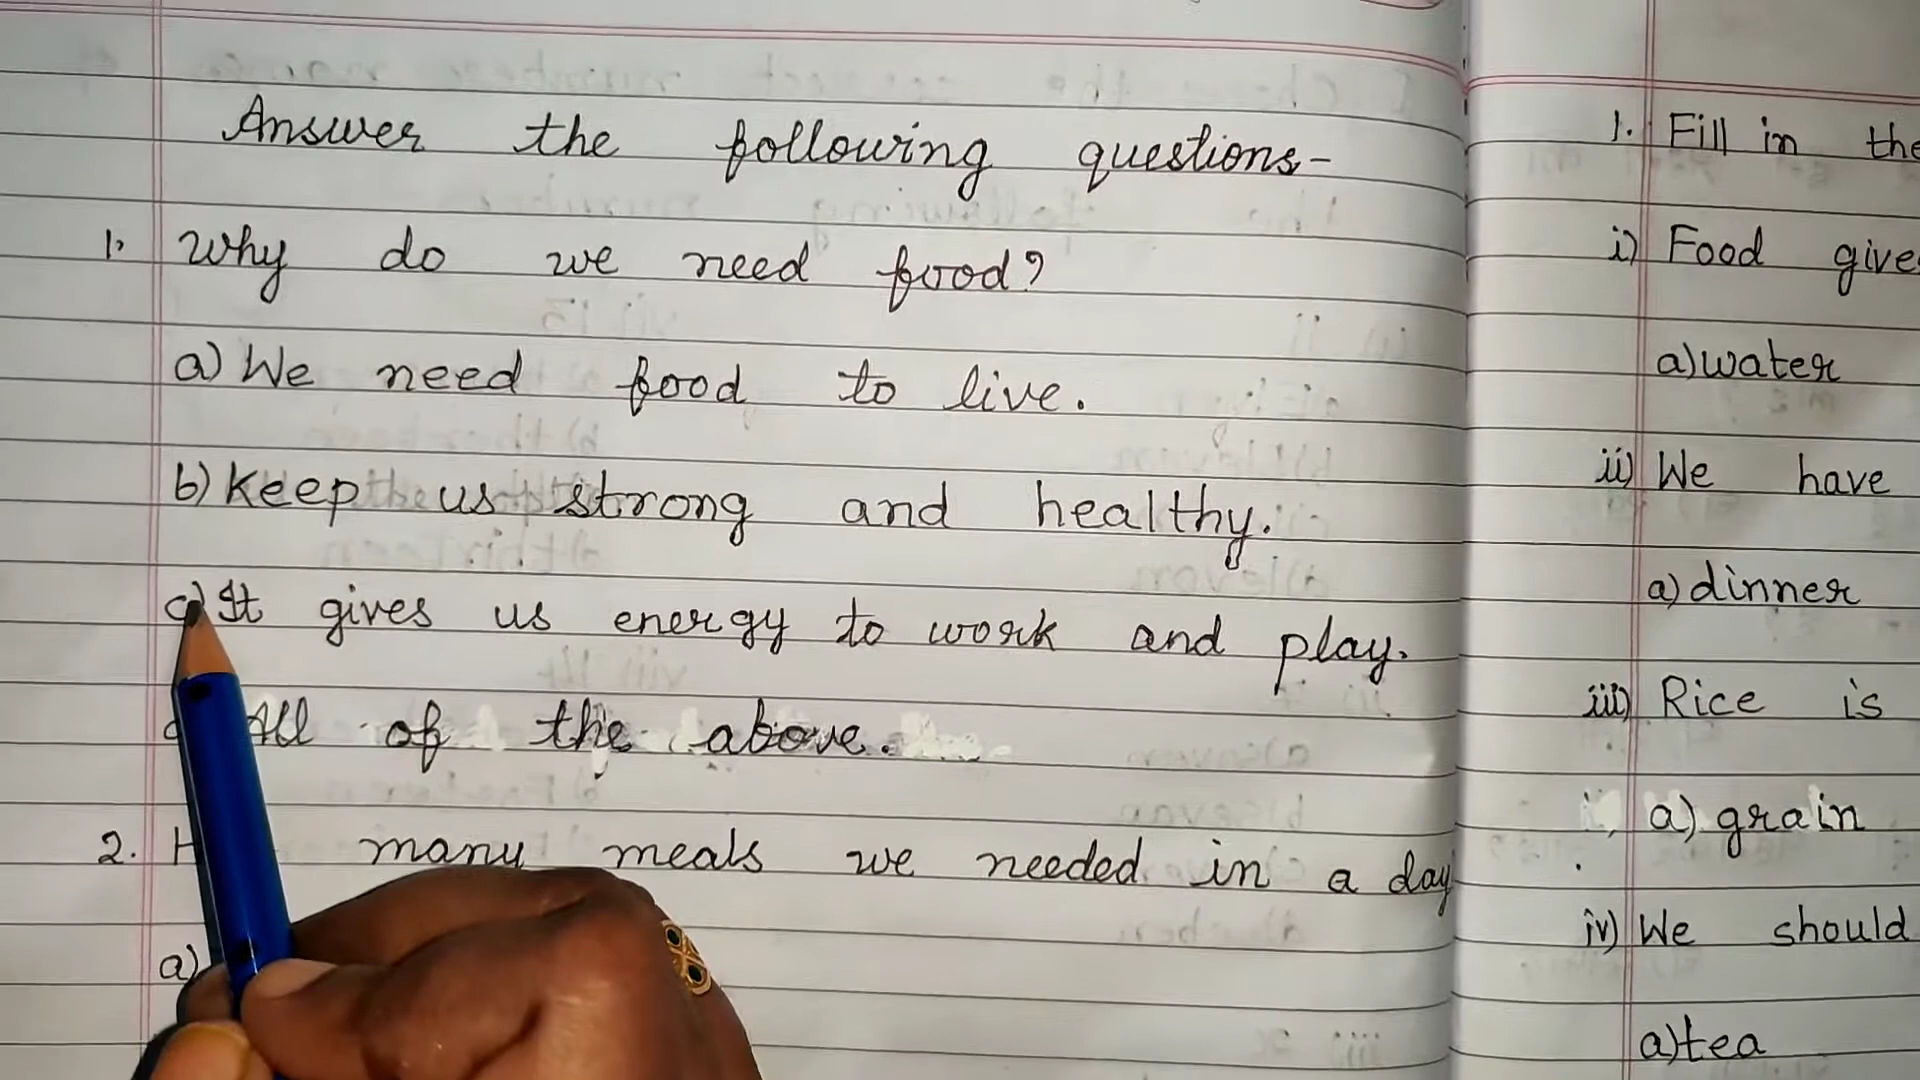 Answer the following questions-
1. Why do we need food?
a) We need food to live.
b) Keep us strong and healthy.
c) It gives us energy to work and play.
All of the above.
2. many meals we needed in a day
a)
1. Fill in the
i) Food give
a) water
ii) We have
a) dinner
iii) Rice is
a) grain
iv) We should
a) tea